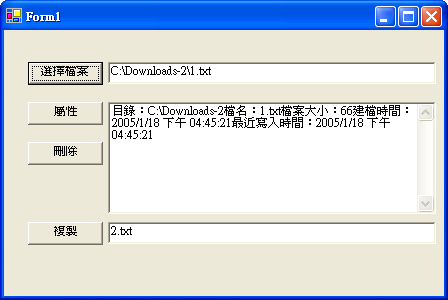 Form1
選擇檔案
C:\Downloads-2\1.txt
屬性
目錄：C:\Downloads-2檔名：1.txt檔案大小：66建檔時間：
2005/1/18 下午 04:45:21最近寫入時間：2005/1/18 下午
04:45:21
刪除
複製
2.txt